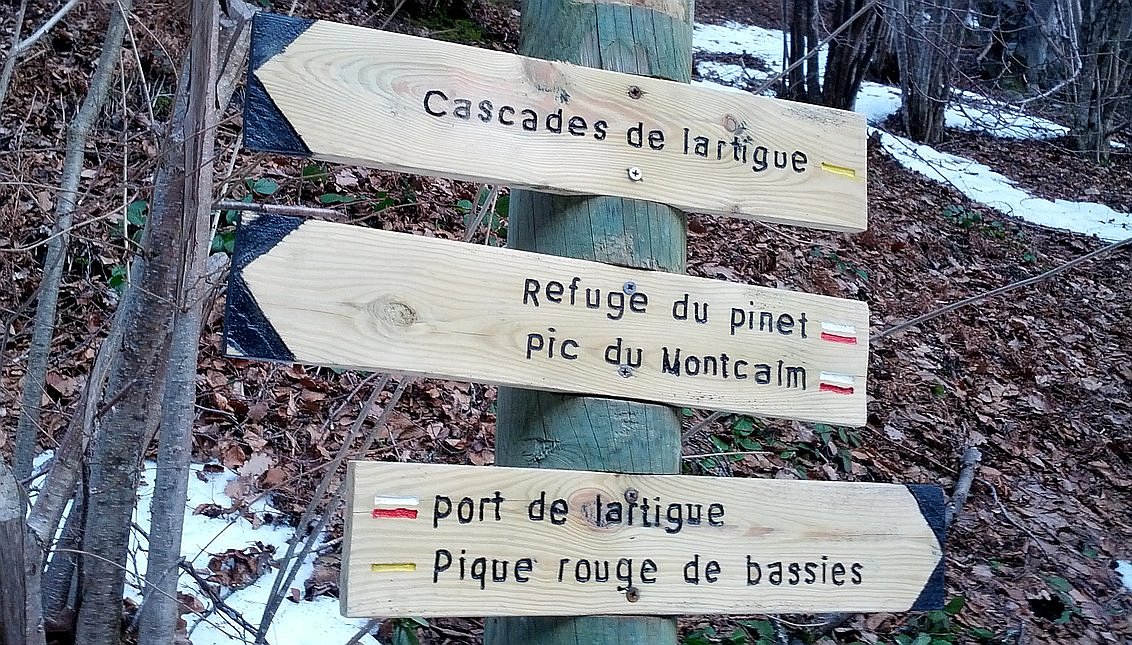 Cascades de lartigue
Refuge du pinet
pic du Montcalm
port de lartigue
Pique rouge de bassies